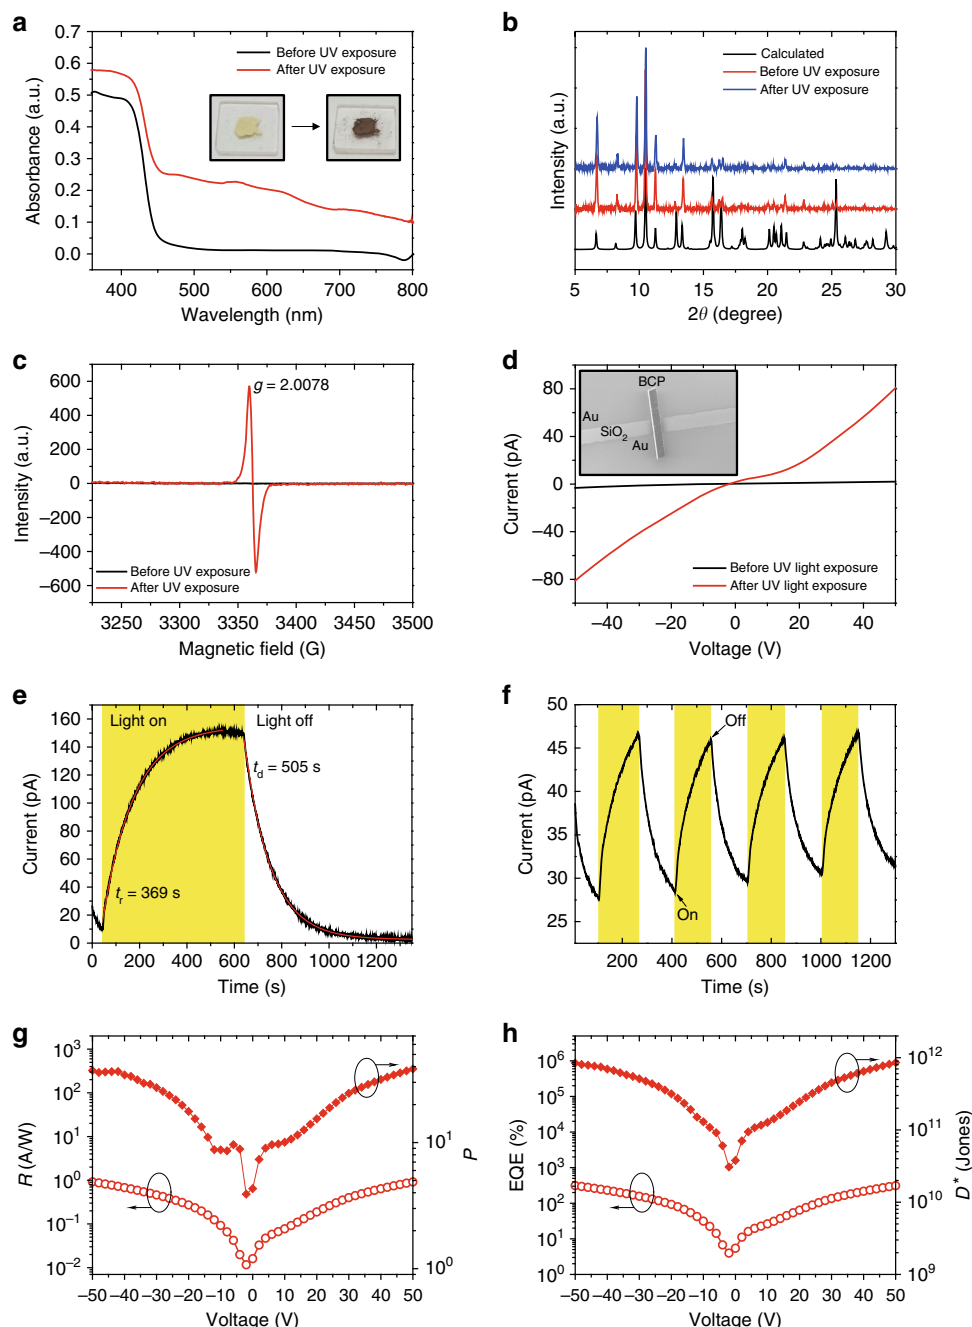 a
0.7
0.6
0.5
0.4
0.3
0.2
0.1
0.0
Absorbance (a.u.)
Before UV exposure
After UV exposure
400 500 600 700 800
Wavelength (nm)
b
Intensity (a.u.)
Calculated
Before UV exposure
After UV exposure
5 10 15 20 25 30
2θ (degree)
c
600
400
200
0
−200
−400
−600
Intensity (a.u.)
g = 2.0078
Before UV exposure
After UV exposure
3250 3300 3350 3400 3450 3500
Magnetic field (G)
d
80
40
0
−40
−80
Current (pA)
BCP
Au
SiO2
Au
Before UV light exposure
After UV light exposure
−40 −20 0 20 40
Voltage (V)
e
160
140
120
100
80
60
40
20
0
Current (pA)
Light on
Light off
td = 505 s
tr = 369 s
0 200 400 600 800 1000 1200
Time (s)
f
50
45
40
35
30
25
Current (pA)
Off
On
200 400 600 800 1000 1200
Time (s)
g
10³
10²
10¹
10⁰
10⁻¹
10⁻²
R (A/W)
10¹
10⁰
P
−50 −40 −30 −20 −10 0 10 20 30 40 50
Voltage (V)
h
10⁶
10⁵
10⁴
10³
10²
10¹
10⁰
EQE (%)
10¹²
10¹¹
10¹⁰
10⁹
D* (Jones)
−50 −40 −30 −20 −10 0 10 20 30 40 50
Voltage (V)